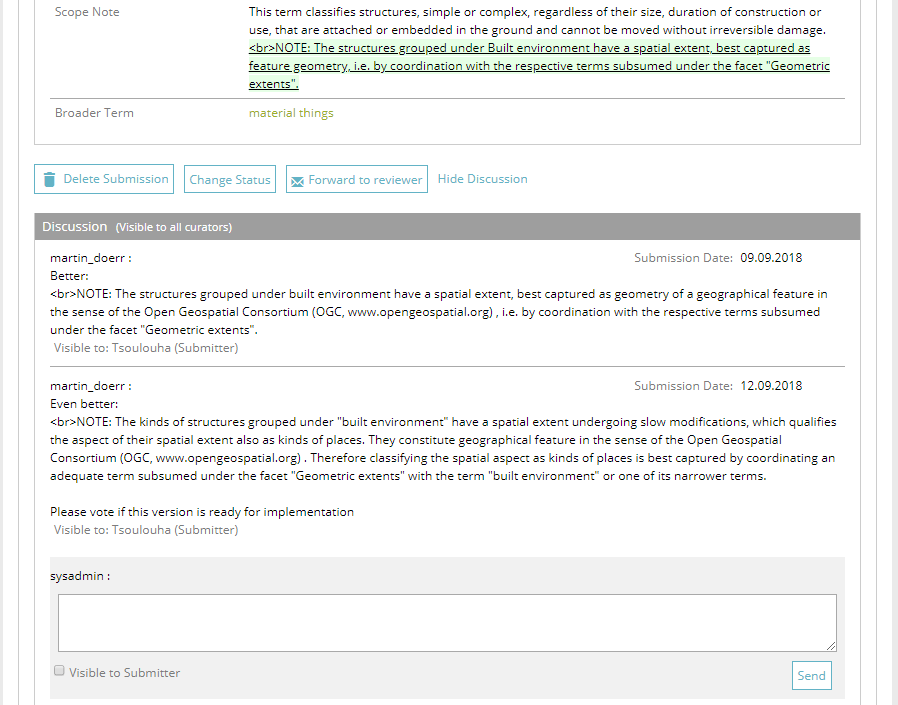 Scope Note
This term classifies structures, simple or complex, regardless of their size, duration of construction or
use, that are attached or embedded in the ground and cannot be moved without irreversible damage.
<br>NOTE: The structures grouped under Built environment have a spatial extent, best captured as
feature geometry, i.e. by coordination with the respective terms subsumed under the facet "Geometric
extents".
Broader Term
material things
Delete Submission Change Status Forward to reviewer Hide Discussion
Discussion (Visible to all curators)
martin_doerr : Submission Date: 09.09.2018
Better:
<br>NOTE: The structures grouped under built environment have a spatial extent, best captured as geometry of a geographical feature in
the sense of the Open Geospatial Consortium (OGC, www.opengeospatial.org) , i.e. by coordination with the respective terms subsumed
under the facet "Geometric extents".
Visible to: Tsoulouha (Submitter)
martin_doerr : Submission Date: 12.09.2018
Even better:
<br>NOTE: The kinds of structures grouped under "built environment" have a spatial extent undergoing slow modifications, which qualifies
the aspect of their spatial extent also as kinds of places. They constitute geographical feature in the sense of the Open Geospatial
Consortium (OGC, www.opengeospatial.org) . Therefore classifying the spatial aspect as kinds of places is best captured by coordinating an
adequate term subsumed under the facet "Geometric extents" with the term "built environment" or one of its narrower terms.
Please vote if this version is ready for implementation
Visible to: Tsoulouha (Submitter)
sysadmin :
Visible to Submitter
Send